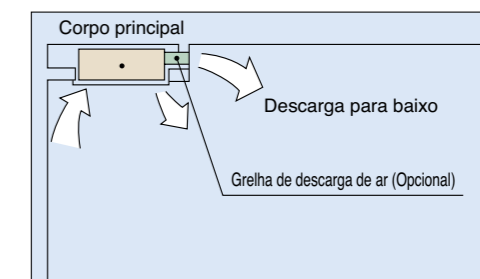 Corpo principal
Descarga para baixo
Grelha de descarga de ar (Opcional)